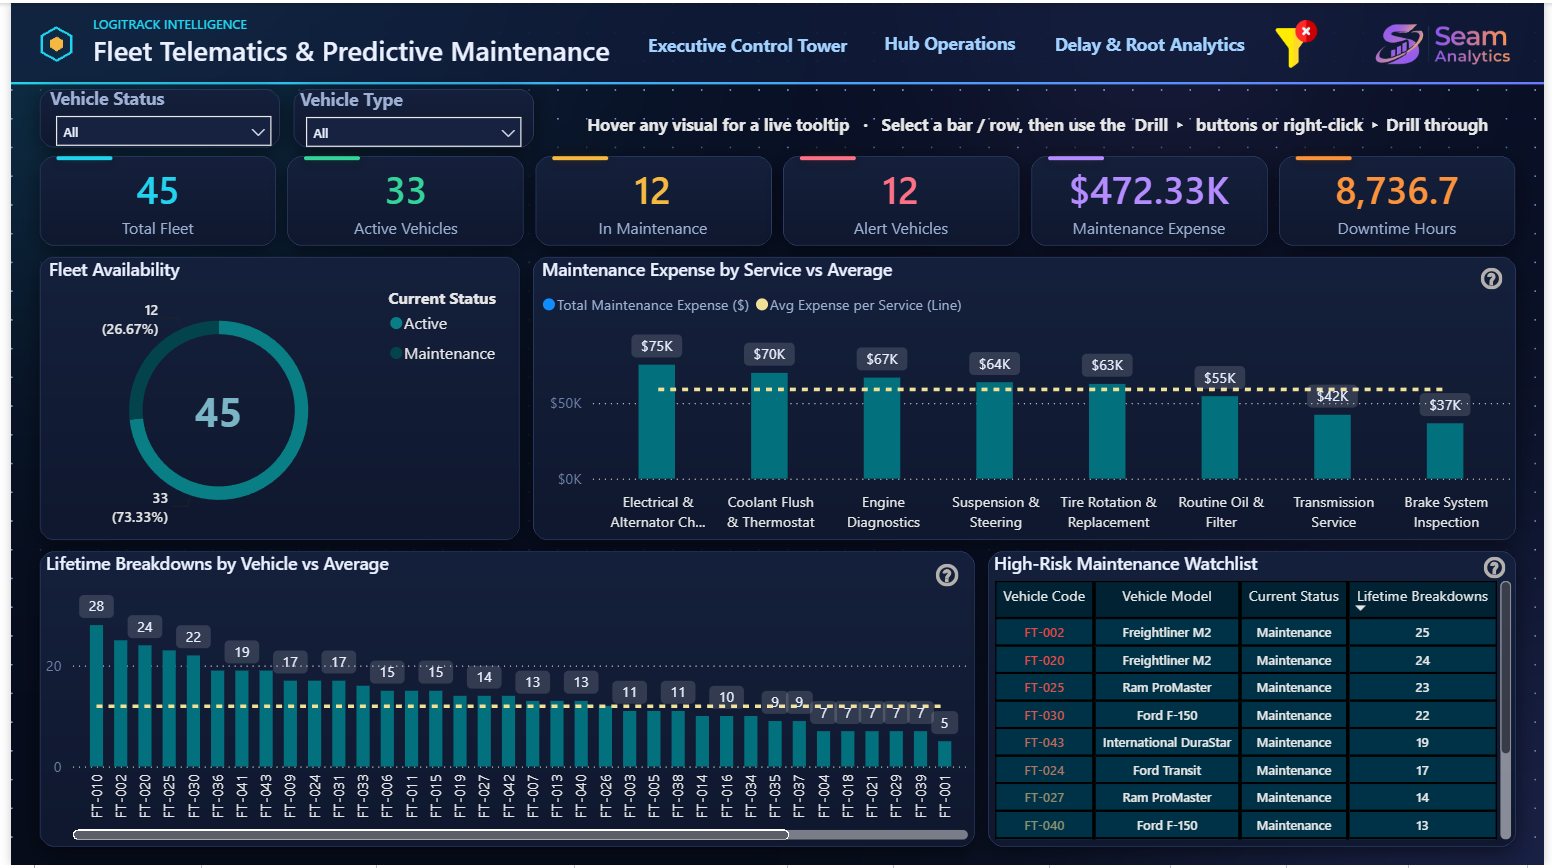 LOGITRACK INTELLIGENCE
Fleet Telematics & Predictive Maintenance
Executive Control Tower
Hub Operations
Delay & Root Analytics
Seam
Analytics
Vehicle Status
All
Vehicle Type
All
Hover any visual for a live tooltip · Select a bar / row, then use the Drill ▸ buttons or right-click ▸ Drill through
45
Total Fleet
33
Active Vehicles
12
In Maintenance
12
Alert Vehicles
$472.33K
Maintenance Expense
8,736.7
Downtime Hours
Fleet Availability
12
(26.67%)
45
33
(73.33%)
Current Status
Active
Maintenance
Maintenance Expense by Service vs Average
?
Total Maintenance Expense ($) Avg Expense per Service (Line)
$75K $70K $67K $64K $63K $55K $42K $37K
$50K
$0K
Electrical &
Alternator Ch...
Coolant Flush
& Thermostat
Engine
Diagnostics
Suspension &
Steering
Tire Rotation &
Replacement
Routine Oil &
Filter
Transmission
Service
Brake System
Inspection
Lifetime Breakdowns by Vehicle vs Average
?
28 24 22 19 17 17 15 15 14 13 13 11 11 10 9 9 7 7 7 7 7 5
20
0
FT-010 FT-002 FT-020 FT-025 FT-030 FT-036 FT-041 FT-043 FT-009 FT-024 FT-031 FT-033 FT-006 FT-011 FT-015 FT-019 FT-027 FT-042 FT-007 FT-013 FT-040 FT-026 FT-003 FT-005 FT-038 FT-014 FT-016 FT-034 FT-035 FT-037 FT-004 FT-018 FT-021 FT-029 FT-039 FT-001
High-Risk Maintenance Watchlist
?
Vehicle Code Vehicle Model Current Status Lifetime Breakdowns
FT-002 Freightliner M2 Maintenance 25
FT-020 Freightliner M2 Maintenance 24
FT-025 Ram ProMaster Maintenance 23
FT-030 Ford F-150 Maintenance 22
FT-043 International DuraStar Maintenance 19
FT-024 Ford Transit Maintenance 17
FT-027 Ram ProMaster Maintenance 14
FT-040 Ford F-150 Maintenance 13